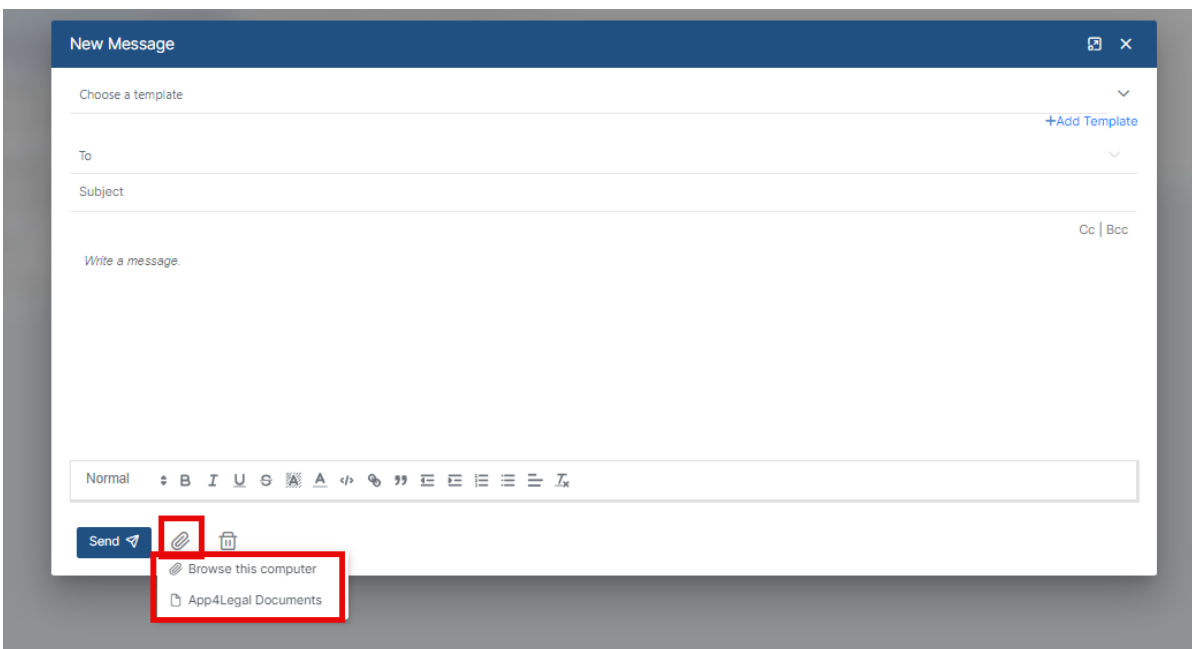 New Message
Choose a template
+Add Template
To
Subject
Cc | Bcc
Write a message.
Normal
Send
Browse this computer
App4Legal Documents